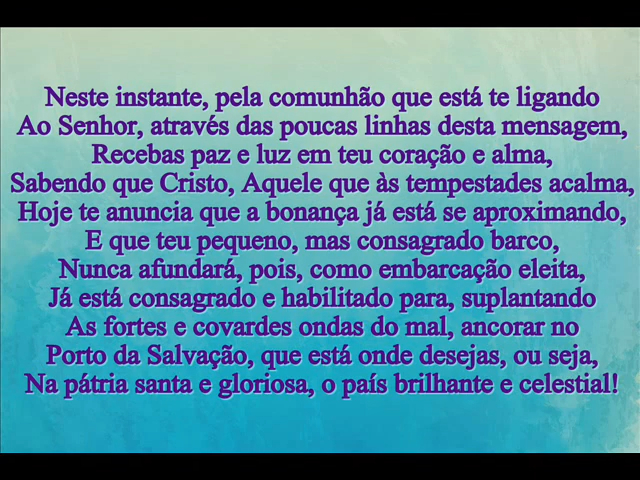 Neste instante, pela comunhão que está te ligando
Ao Senhor, através das poucas linhas desta mensagem,
Recebas paz e luz em teu coração e alma,
Sabendo que Cristo, Aquele que às tempestades acalma,
Hoje te anuncia que a bonança já está se aproximando,
E que teu pequeno, mas consagrado barco,
Nunca afundará, pois, como embarcação eleita,
Já está consagrado e habilitado para, suplantando
As fortes e covardes ondas do mal, ancorar no
Porto da Salvação, que está onde desejas, ou seja,
Na pátria santa e gloriosa, o país brilhante e celestial!